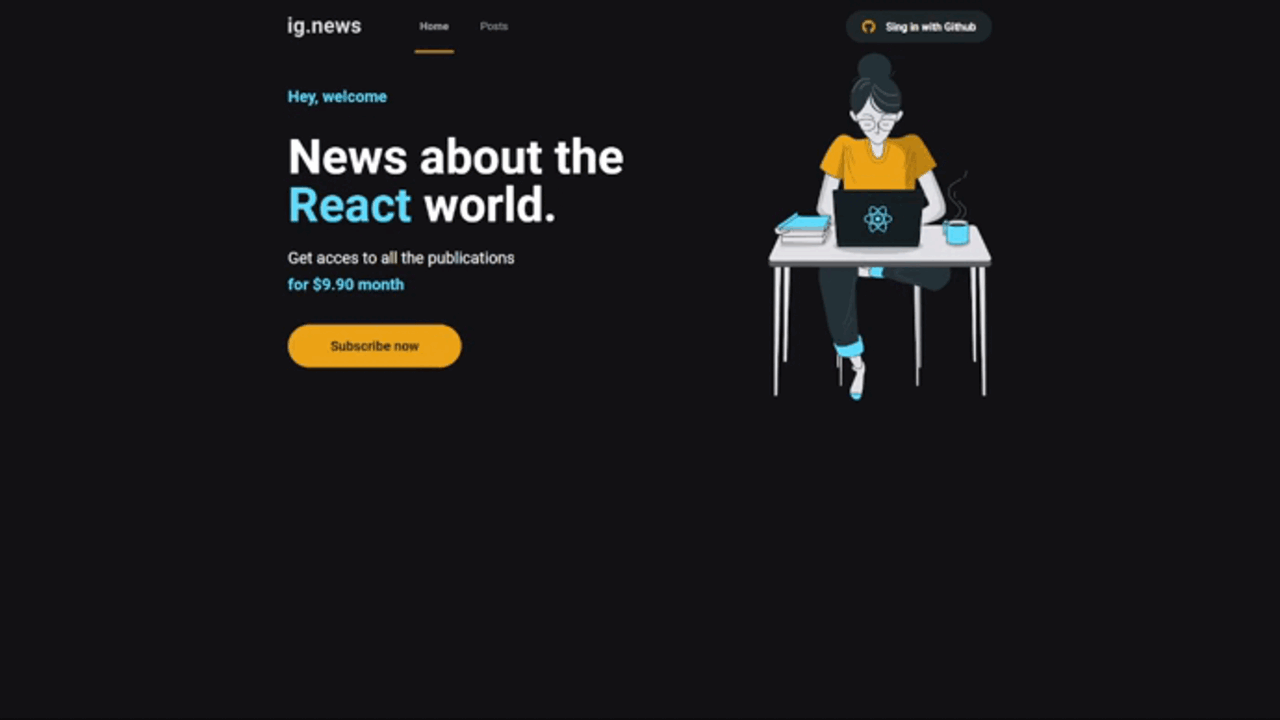 ig.news
Home
Posts
Sing in with Github
Hey, welcome
News about the
React world.
Get acces to all the publications
for $9.90 month
Subscribe now